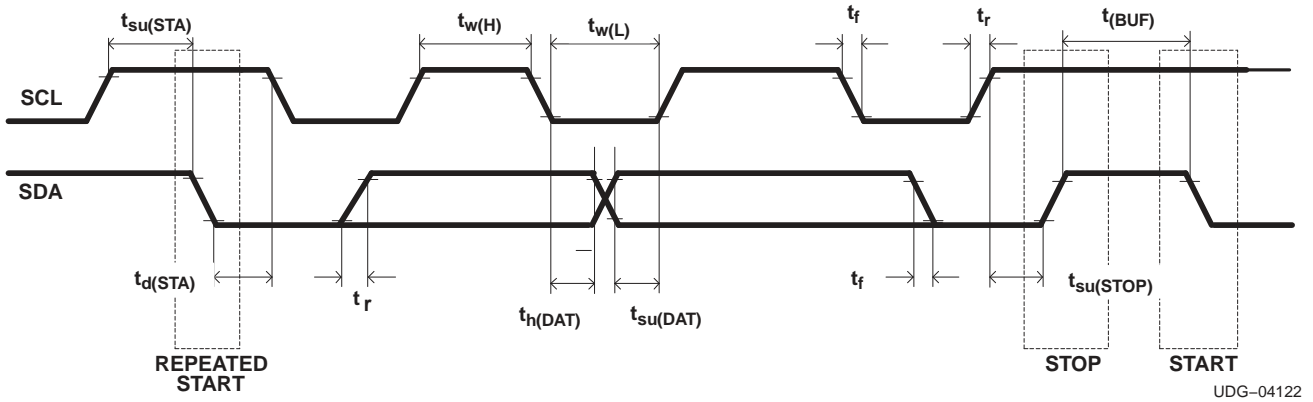 tsu(STA)
tw(H)
tw(L)
tf
tr
t(BUF)
SCL
SDA
td(STA)
tr
th(DAT)
tsu(DAT)
tf
tsu(STOP)
REPEATED
START
STOP
START
UDG–04122